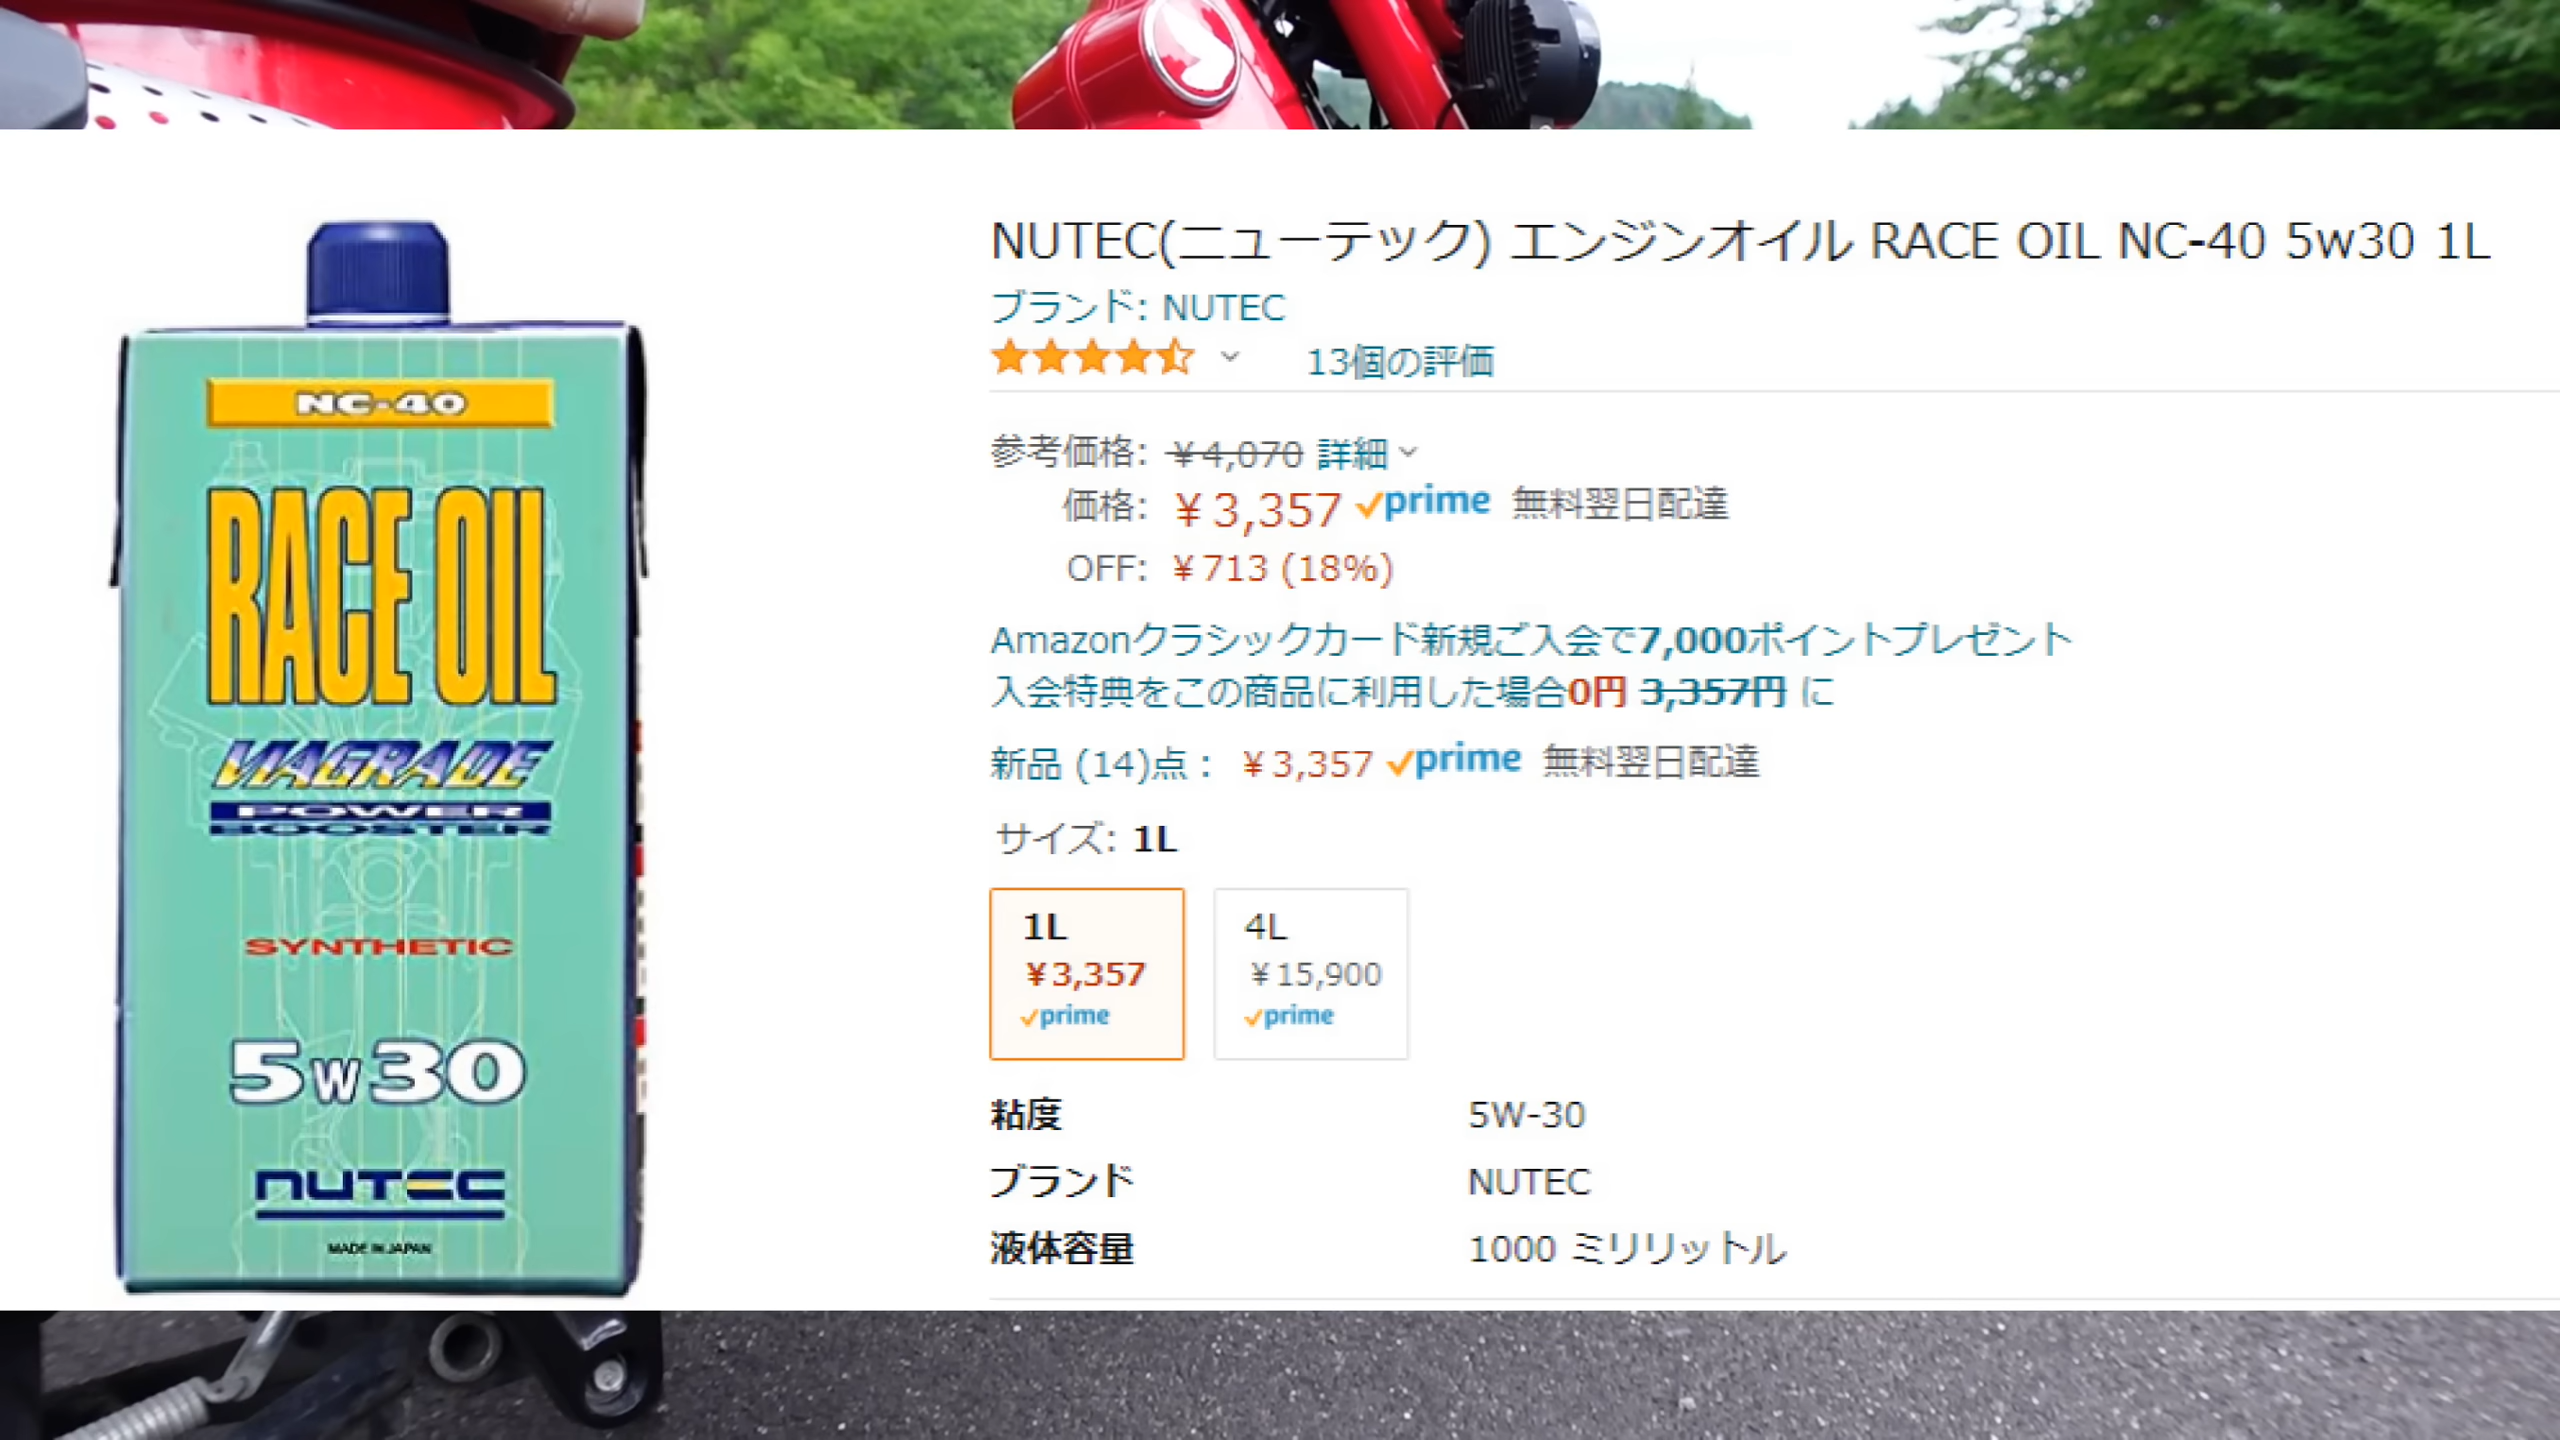 NC-40
RACE OIL
VIAGRADE
POWER
BOOSTER
SYNTHETIC
5W30
NUTEC
MADE IN JAPAN
NUTEC(ニューテック) エンジンオイル RACE OIL NC-40 5w30 1L
ブランド: NUTEC
13個の評価
参考価格: ￥4,070 詳細
価格: ￥3,357 prime 無料翌日配達
OFF: ￥713 (18%)
Amazonクラシックカード新規ご入会で7,000ポイントプレゼント
入会特典をこの商品に利用した場合0円 3,357円 に
新品 (14)点： ￥3,357 prime 無料翌日配達
サイズ: 1L
1L
￥3,357
prime
4L
￥15,900
prime
粘度 5W-30
ブランド NUTEC
液体容量 1000 ミリリットル